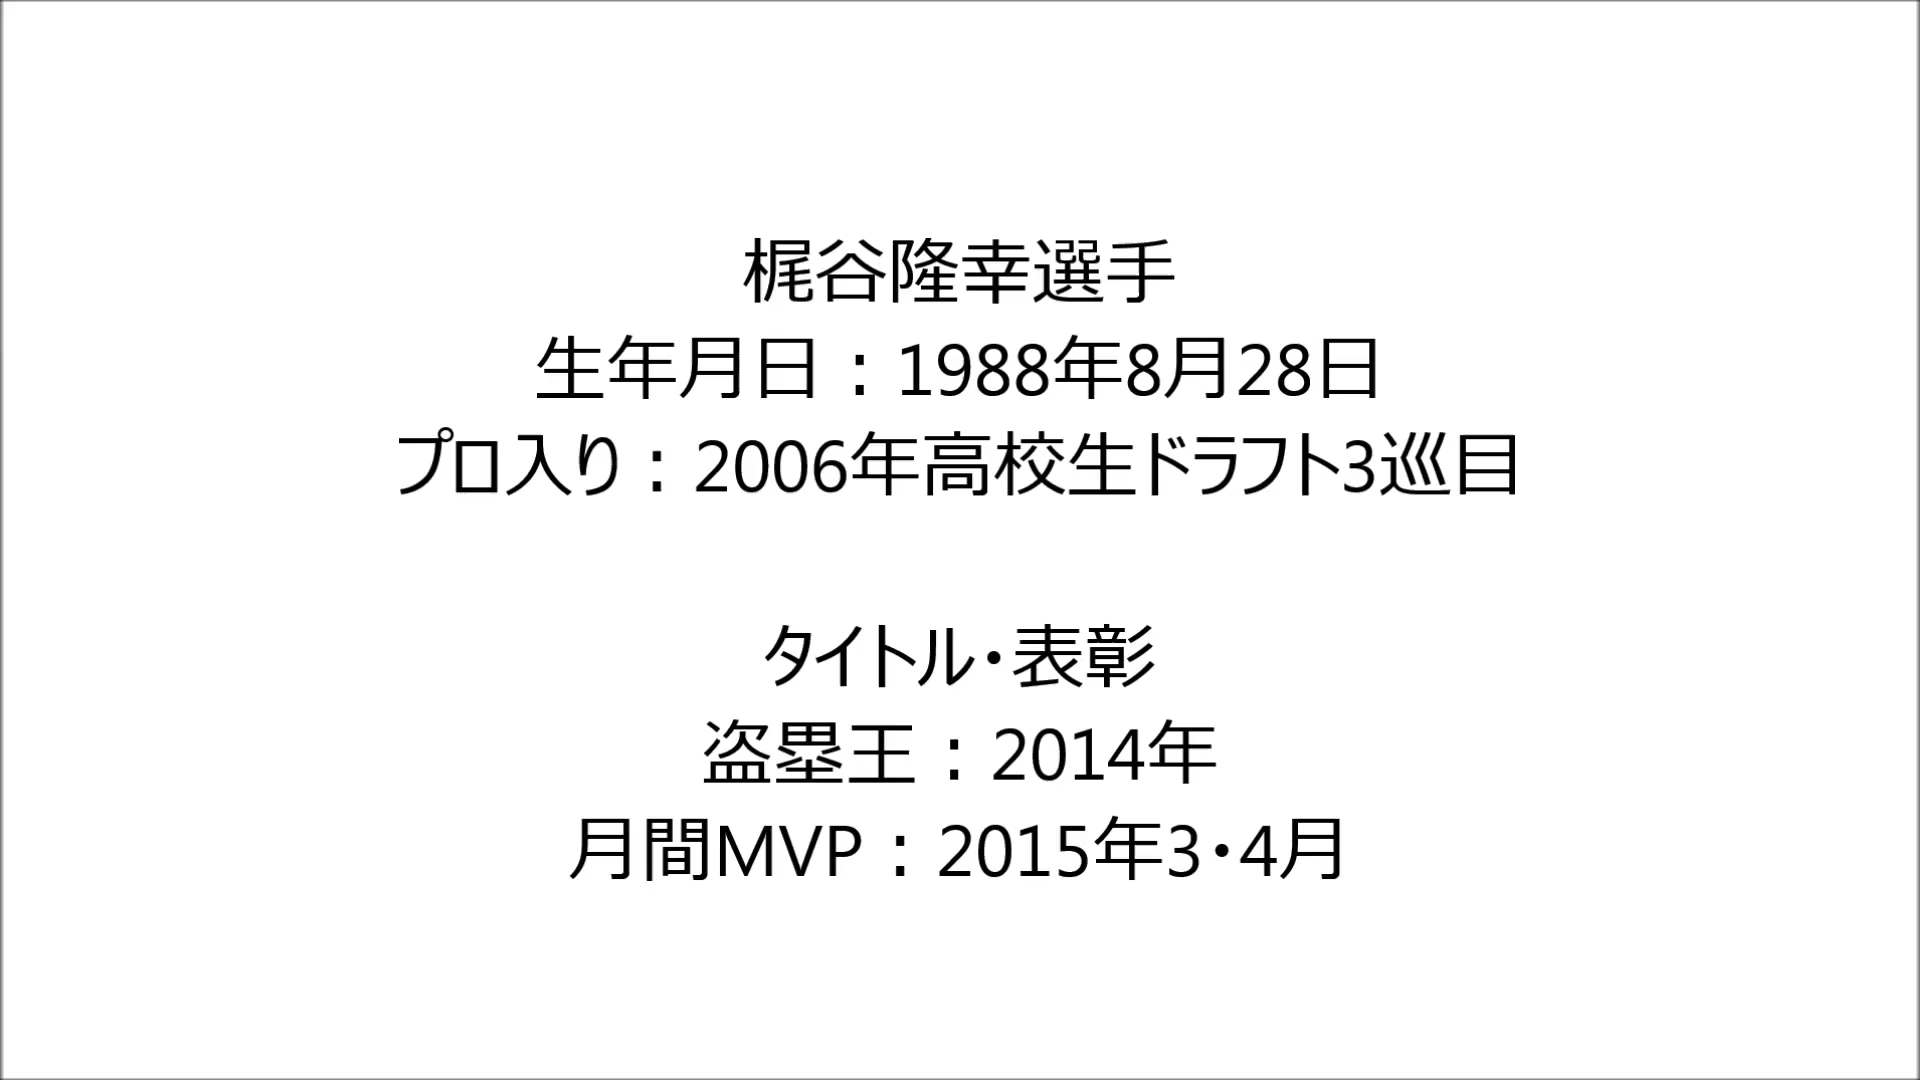 梶谷隆幸選手
生年月日：1988年8月28日
プロ入り：2006年高校生ドラフト3巡目
タイトル・表彰
盗塁王：2014年
月間MVP：2015年3・4月